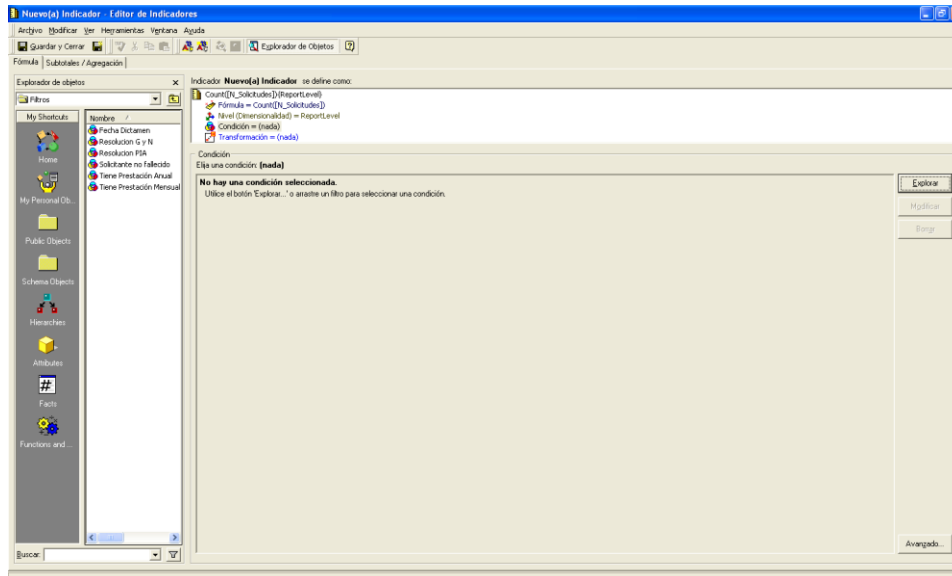 Nuevo(a) Indicador - Editor de Indicadores
Archivo Modificar Ver Herramientas Ventana Ayuda
Guardar y Cerrar Explorador de Objetos
Fórmula Subtotales / Agregación
Explorador de objetos x
Filtros
My Shortcuts
Home
My Personal Ob...
Public Objects
Schema Objects
Hierarchies
Attributes
Facts
Functions and ...
Nombre
Fecha Dictamen
Resolucion G y N
Resolucion PIA
Solicitante no fallecido
Tiene Prestación Anual
Tiene Prestación Mensual
Buscar:
Indicador Nuevo(a) Indicador se define como:
Count([N_Solicitudes]){ReportLevel}
Fórmula = Count([N_Solicitudes])
Nivel (Dimensionalidad) = ReportLevel
Condición = (nada)
Transformación = (nada)
Condición
Elija una condición: (nada)
No hay una condición seleccionada.
Utilice el botón 'Explorar...' o arrastre un filtro para seleccionar una condición.
Explorar
Modificar
Borrar
Avanzado...